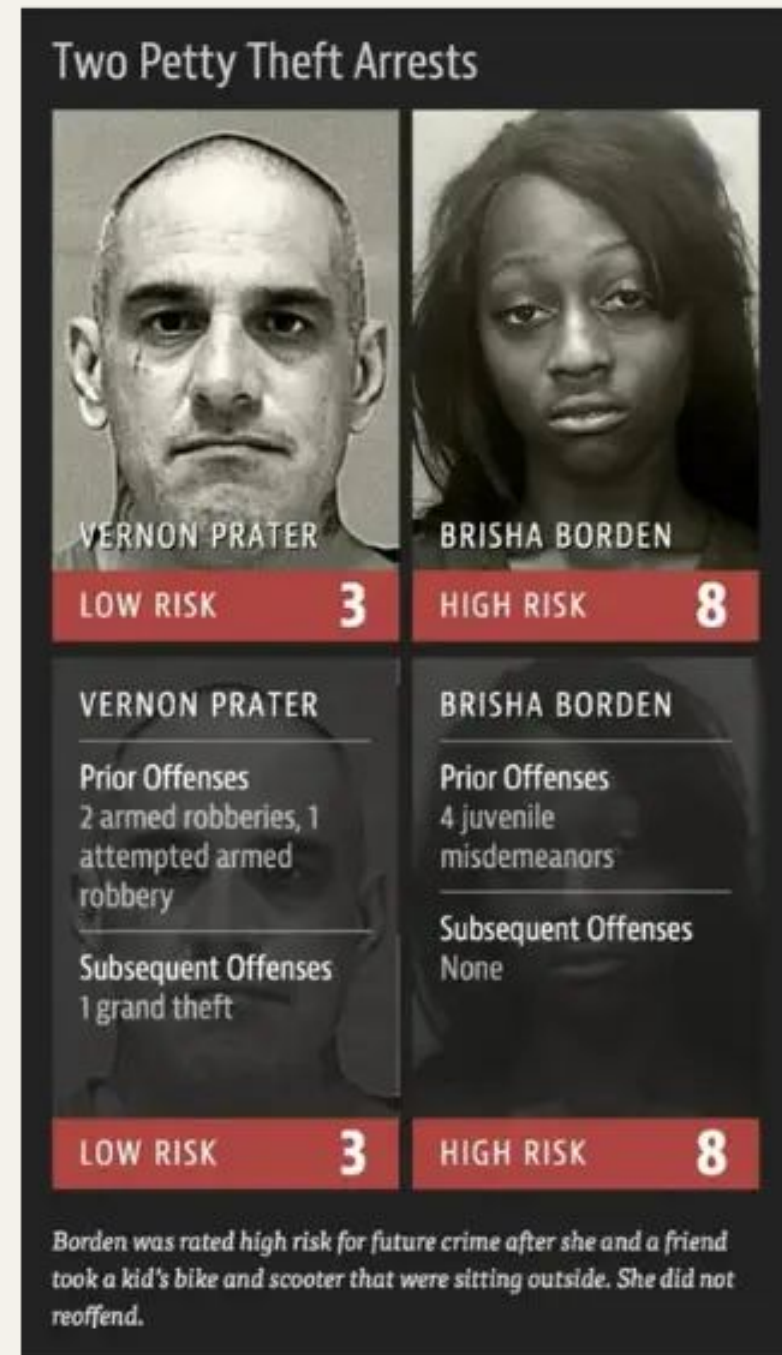 Two Petty Theft Arrests
VERNON PRATER
BRISHA BORDEN
LOW RISK 3
HIGH RISK 8
VERNON PRATER
Prior Offenses
2 armed robberies, 1
attempted armed
robbery
Subsequent Offenses
1 grand theft
LOW RISK 3
BRISHA BORDEN
Prior Offenses
4 juvenile
misdemeanors
Subsequent Offenses
None
HIGH RISK 8
Borden was rated high risk for future crime after she and a friend
took a kid's bike and scooter that were sitting outside. She did not
reoffend.